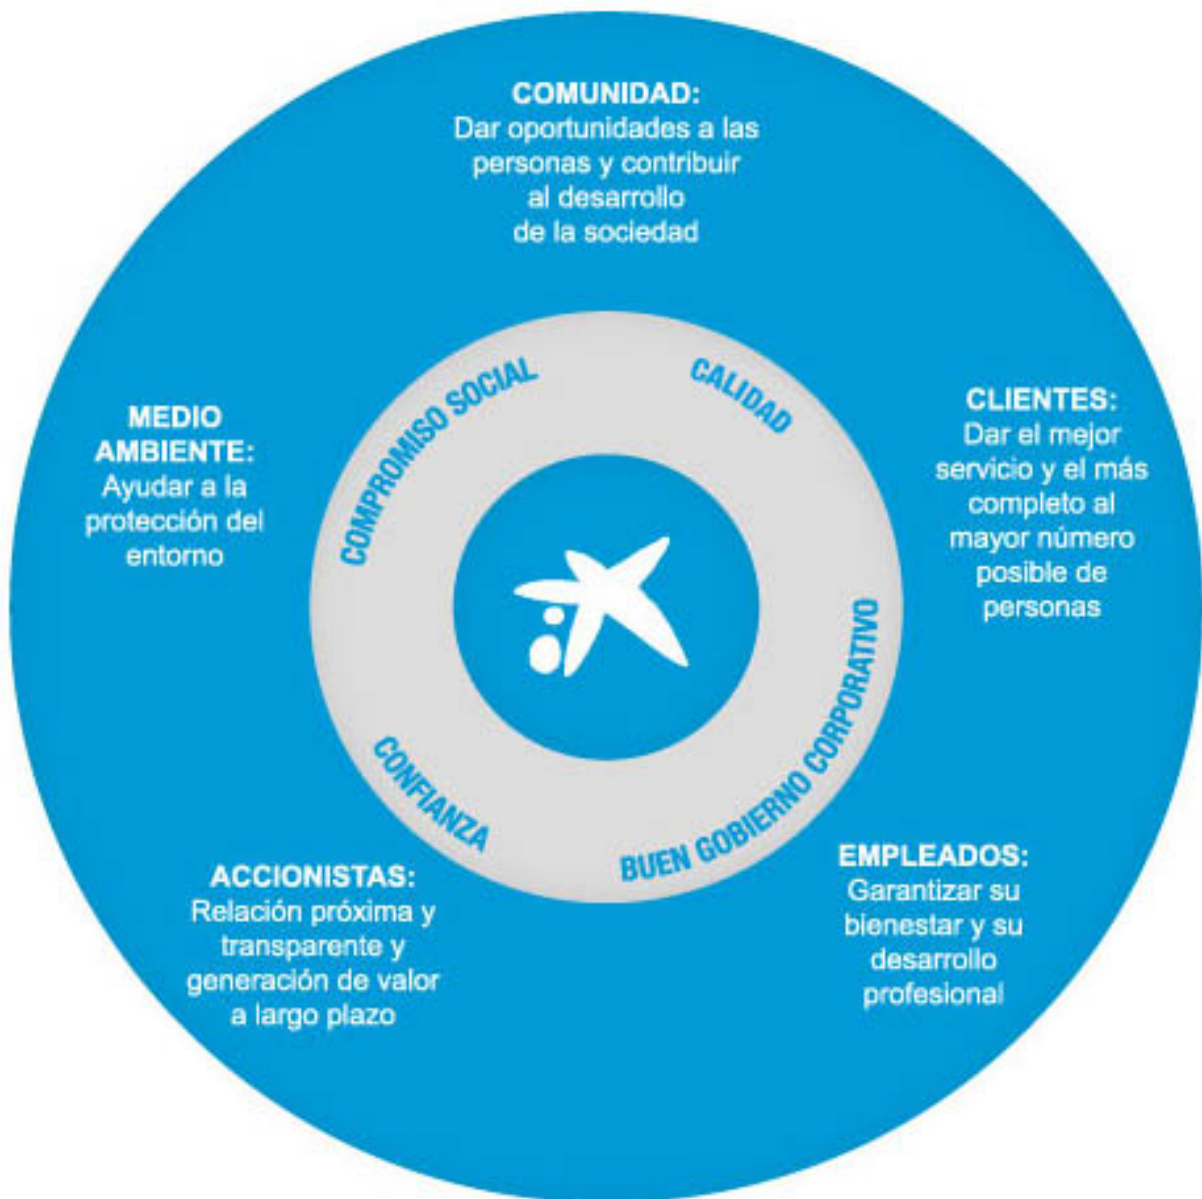 COMUNIDAD:
Dar oportunidades a las
personas y contribuir
al desarrollo
de la sociedad
MEDIO
AMBIENTE:
Ayudar a la
protección del
entorno
COMPROMISO SOCIAL
CALIDAD
CLIENTES:
Dar el mejor
servicio y el más
completo al
mayor número
posible de
personas
CONFIANZA
BUEN GOBIERNO CORPORATIVO
ACCIONISTAS:
Relación próxima y
transparente y
generación de valor
a largo plazo
EMPLEADOS:
Garantizar su
bienestar y su
desarrollo
profesional